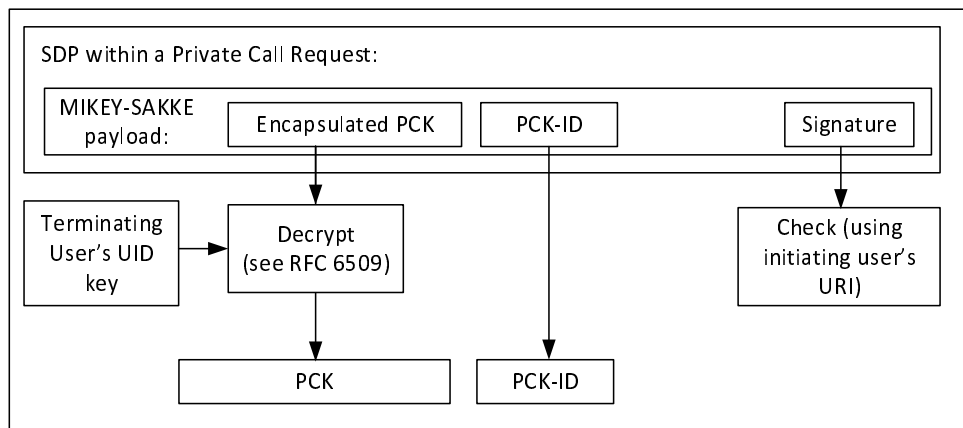 SDP within a Private Call Request:
MIKEY-SAKKE
payload:
Encapsulated PCK
PCK-ID
Signature
Terminating
User's UID
key
Decrypt
(see RFC 6509)
Check (using
initiating user's
URI)
PCK
PCK-ID